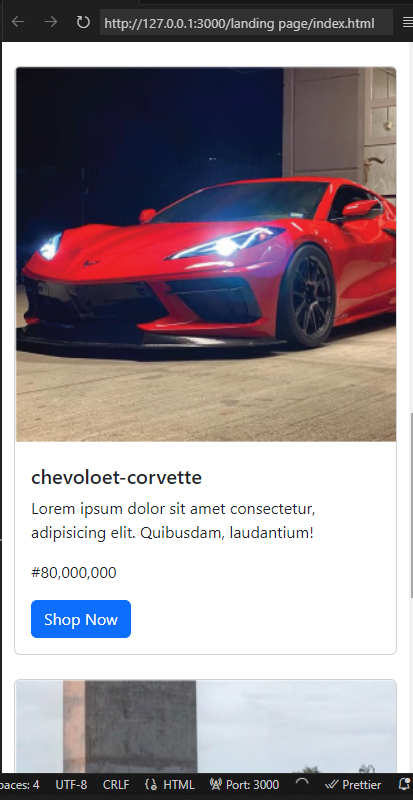 http://127.0.0.1:3000/landing page/index.html
chevoloet-corvette
Lorem ipsum dolor sit amet consectetur,
adipisicing elit. Quibusdam, laudantium!
#80,000,000
Shop Now
paces: 4 UTF-8 CRLF HTML Port: 3000 Prettier